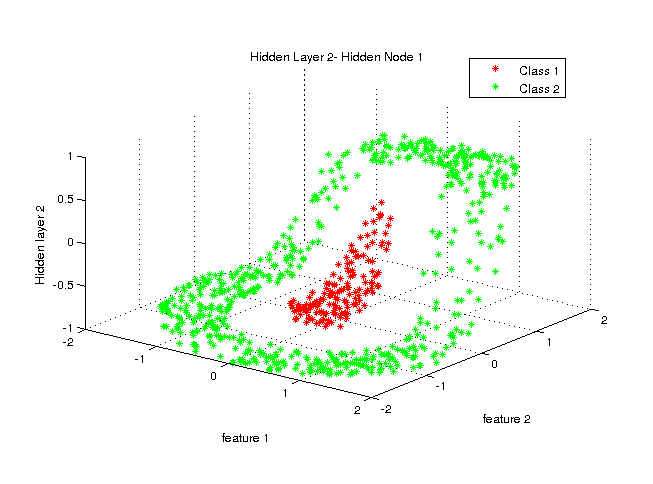 Hidden Layer 2- Hidden Node 1
Class 1
Class 2
1
0.5
0
-0.5
-1
Hidden layer 2
-2
-1
0
1
2
feature 1
-2
-1
0
1
2
feature 2